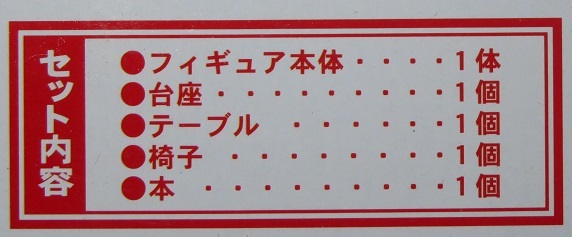 セット内容
●フィギュア本体・・・・1体
●台座・・・・・・・・・1個
●テーブル ・・・・・・1個
●椅子 ・・・・・・・・1個
●本 ・・・・・・・・・1個